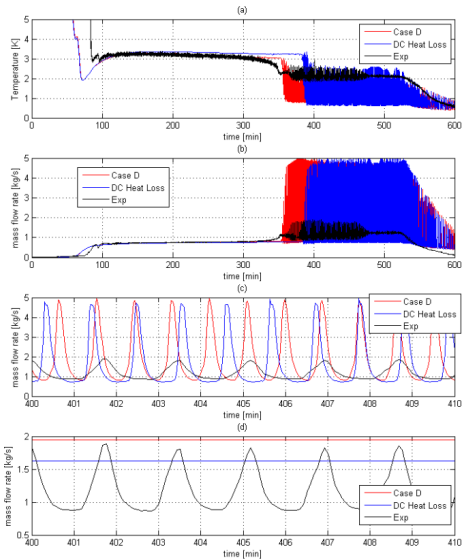 (a)
Temperature [K]
5
4
3
2
1
0
Case D
DC Heat Loss
Exp
0 100 200 300 400 500 600
time [min]
(b)
mass flow rate [kg/s]
5
4
3
2
1
0
Case D
DC Heat Loss
Exp
0 100 200 300 400 500 600
time [min]
(c)
mass flow rate [kg/s]
5
4
3
2
1
0
Case D
DC Heat Loss
Exp
400 401 402 403 404 405 406 407 408 409 410
time [min]
(d)
mass flow rate [kg/s]
2
1.5
1
0.5
Case D
DC Heat Loss
Exp
400 401 402 403 404 405 406 407 408 409 410
time [min]